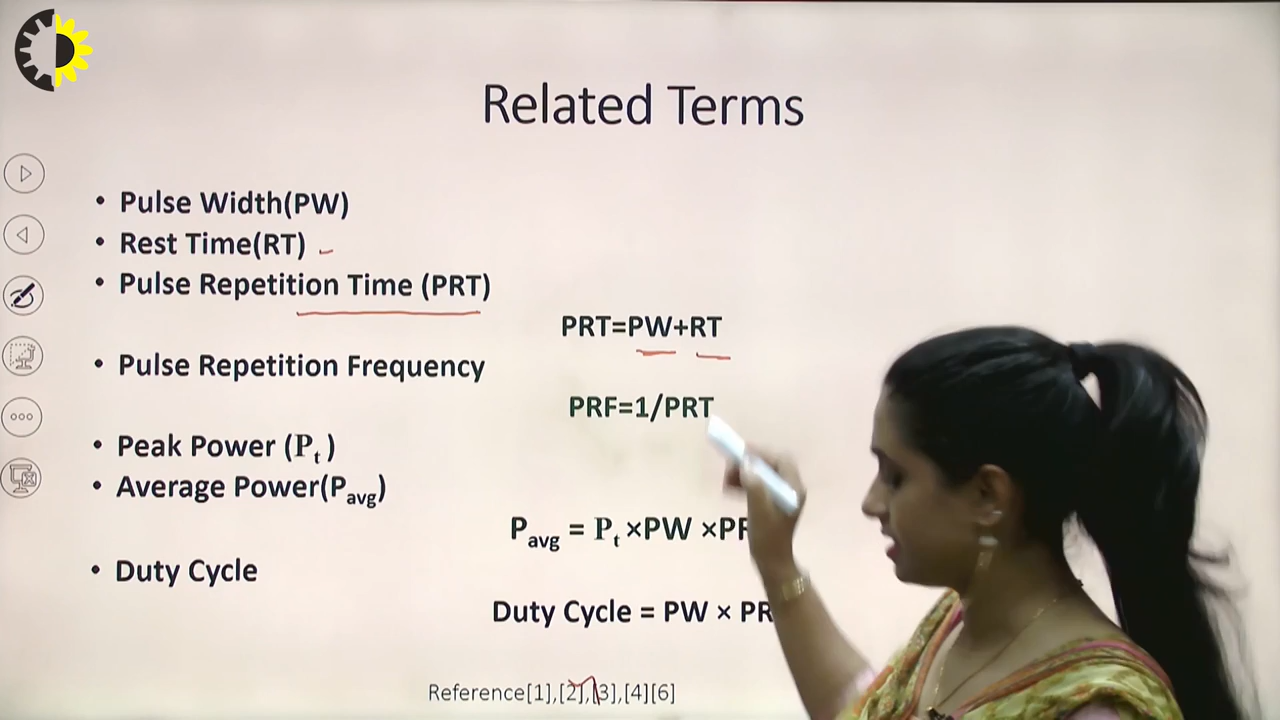 Related Terms
• Pulse Width(PW)
• Rest Time(RT)
• Pulse Repetition Time (PRT)
PRT=PW+RT
• Pulse Repetition Frequency
PRF=1/PRT
• Peak Power (Pt)
• Average Power(Pavg)
Pavg = Pt ×PW ×
• Duty Cycle
Duty Cycle = PW ×
Reference[1],[2],[3],[4][6]